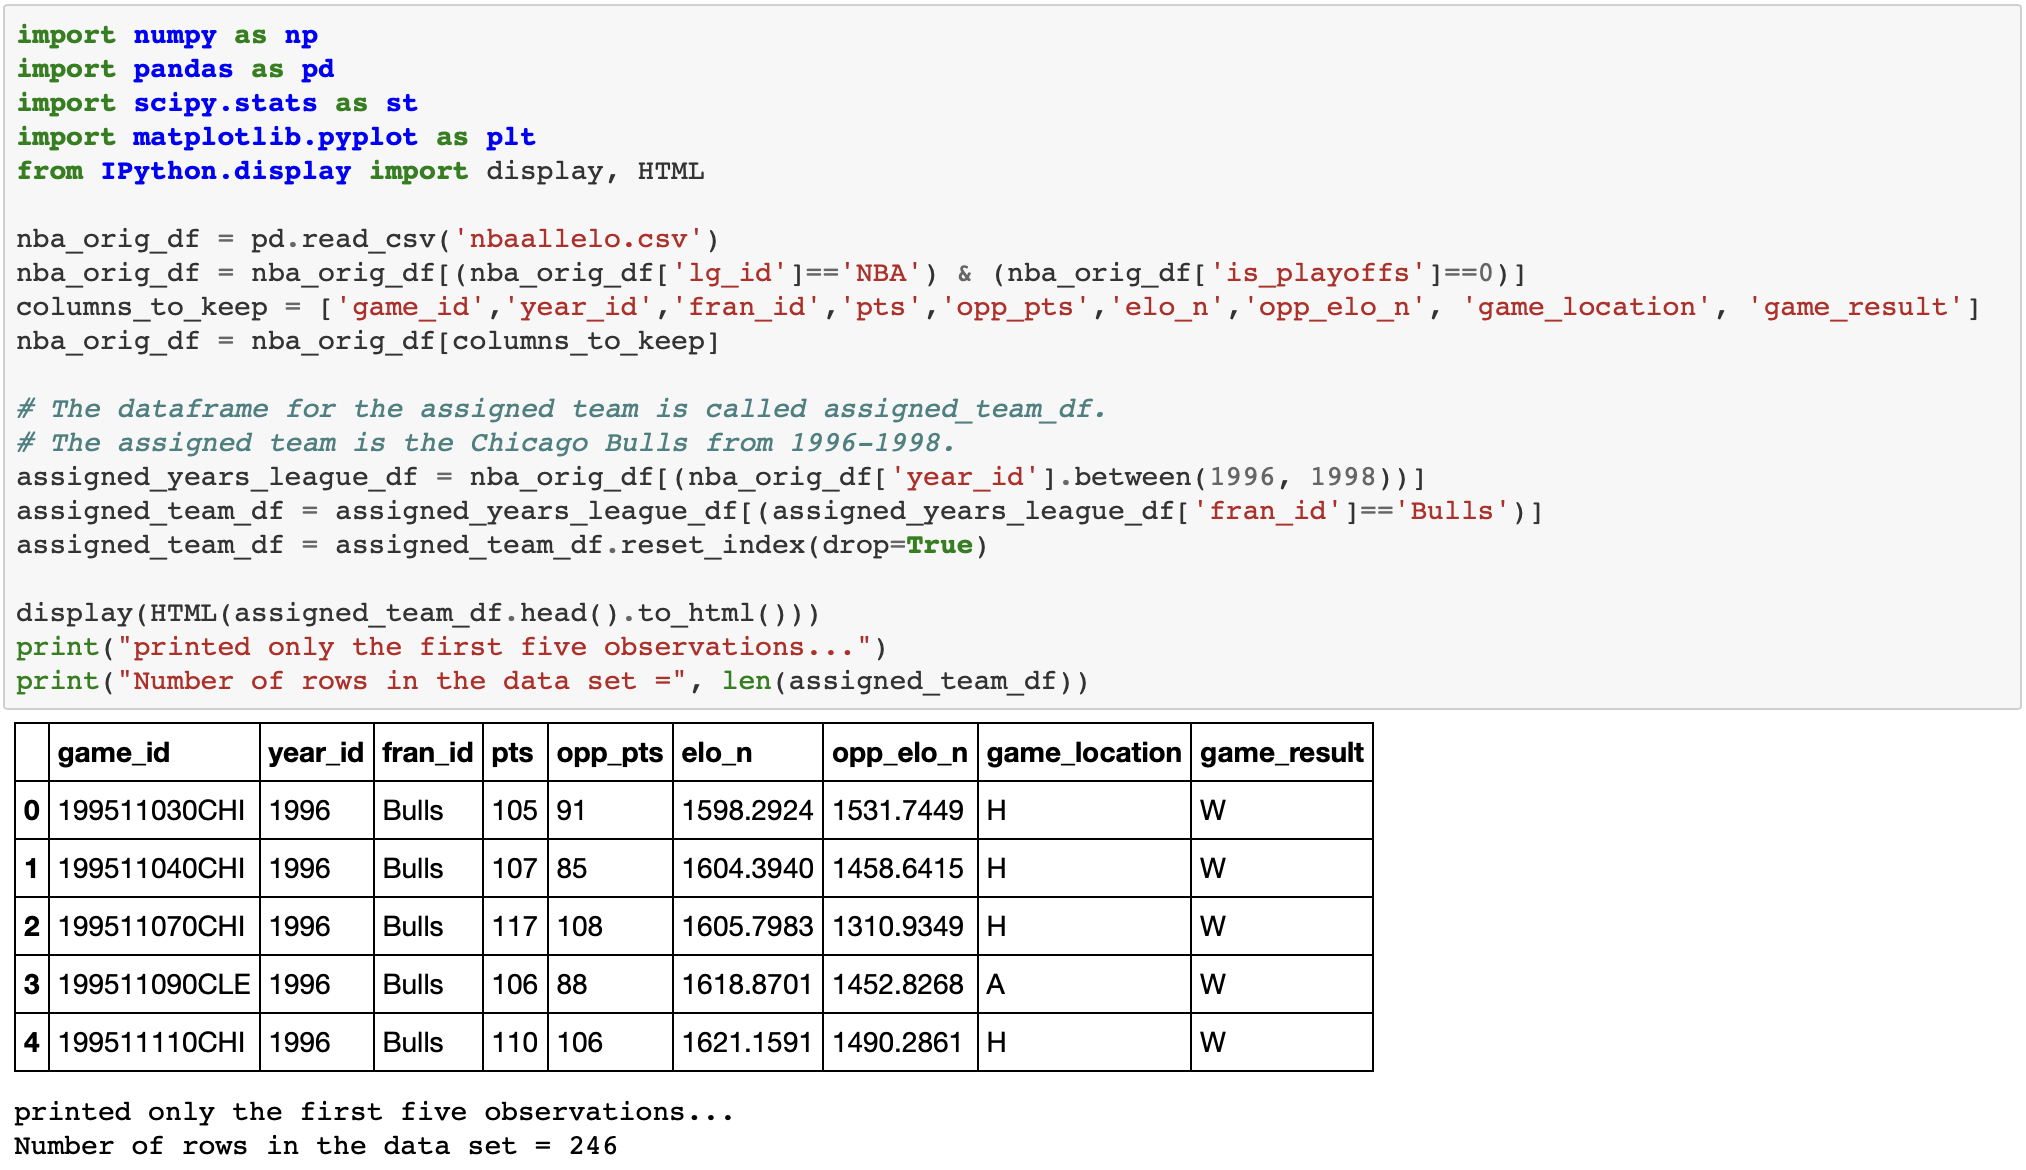 import numpy as np
import pandas as pd
import scipy.stats as st
import matplotlib.pyplot as plt
from IPython.display import display, HTML

nba_orig_df = pd.read_csv('nbaallelo.csv')
nba_orig_df = nba_orig_df[(nba_orig_df['lg_id']=='NBA') & (nba_orig_df['is_playoffs']==0)]
columns_to_keep = ['game_id','year_id','fran_id','pts','opp_pts','elo_n','opp_elo_n', 'game_location', 'game_result']
nba_orig_df = nba_orig_df[columns_to_keep]

# The dataframe for the assigned team is called assigned_team_df.
# The assigned team is the Chicago Bulls from 1996-1998.
assigned_years_league_df = nba_orig_df[(nba_orig_df['year_id'].between(1996, 1998))]
assigned_team_df = assigned_years_league_df[(assigned_years_league_df['fran_id']=='Bulls')]
assigned_team_df = assigned_team_df.reset_index(drop=True)

display(HTML(assigned_team_df.head().to_html()))
print("printed only the first five observations...")
print("Number of rows in the data set =", len(assigned_team_df))
game_id year_id fran_id pts opp_pts elo_n opp_elo_n game_location game_result
0 199511030CHI 1996 Bulls 105 91 1598.2924 1531.7449 H W
1 199511040CHI 1996 Bulls 107 85 1604.3940 1458.6415 H W
2 199511070CHI 1996 Bulls 117 108 1605.7983 1310.9349 H W
3 199511090CLE 1996 Bulls 106 88 1618.8701 1452.8268 A W
4 199511110CHI 1996 Bulls 110 106 1621.1591 1490.2861 H W
printed only the first five observations...
Number of rows in the data set = 246